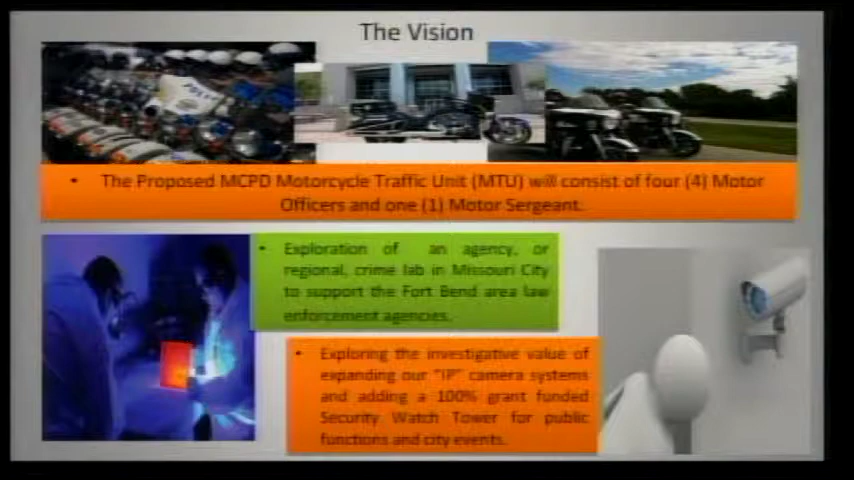 The Vision
• The Proposed MCPD Motorcycle Traffic Unit (MTU) will consist of four (4) Motor
Officers and one (1) Motor Sergeant.
• Exploration of an agency, or
regional, crime lab in Missouri City
to support the Fort Bend area law
enforcement agencies.
• Exploring the investigative value of
expanding our "IP" camera systems
and adding a 100% grant funded
Security Watch Tower for public
functions and city events.